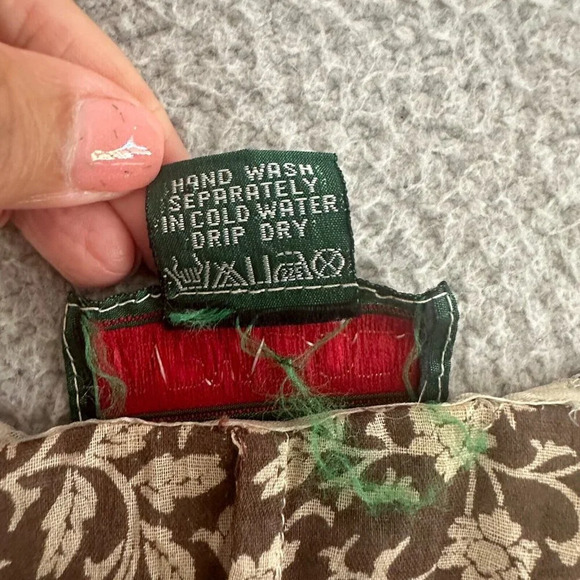 HAND WASH
SEPARATELY
IN COLD WATER
DRIP DRY